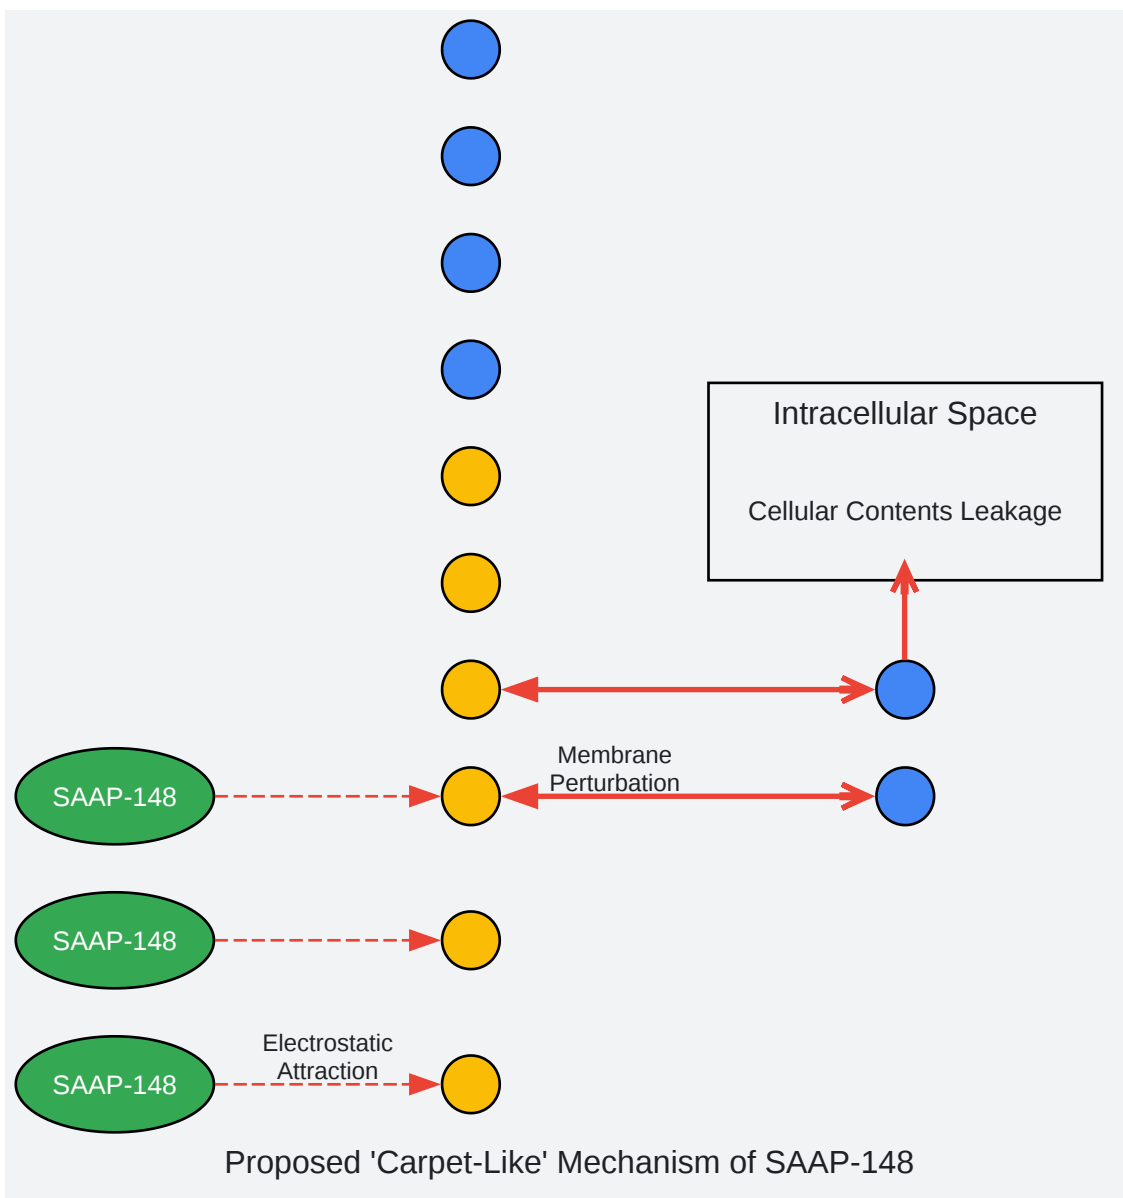 Intracellular Space
Cellular Contents Leakage
Membrane
Perturbation
SAAP-148
SAAP-148
Electrostatic
Attraction
SAAP-148
Proposed 'Carpet-Like' Mechanism of SAAP-148